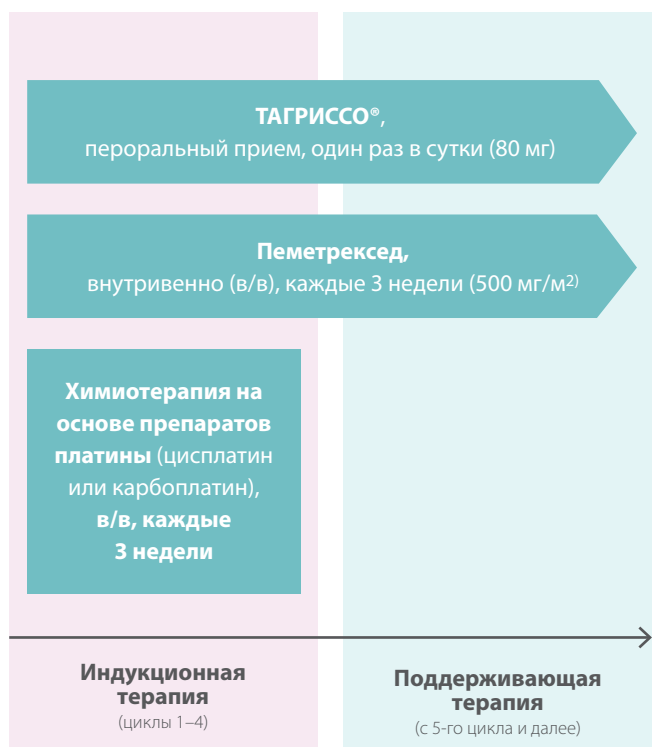 ТАГРИССО®,
пероральный прием, один раз в сутки (80 мг)
Пеметрексед,
внутривенно (в/в), каждые 3 недели (500 мг/м²)
Химиотерапия на
основе препаратов
платины (цисплатин
или карбоплатин),
в/в, каждые
3 недели
Индукционная
терапия
(циклы 1–4)
Поддерживающая
терапия
(с 5-го цикла и далее)